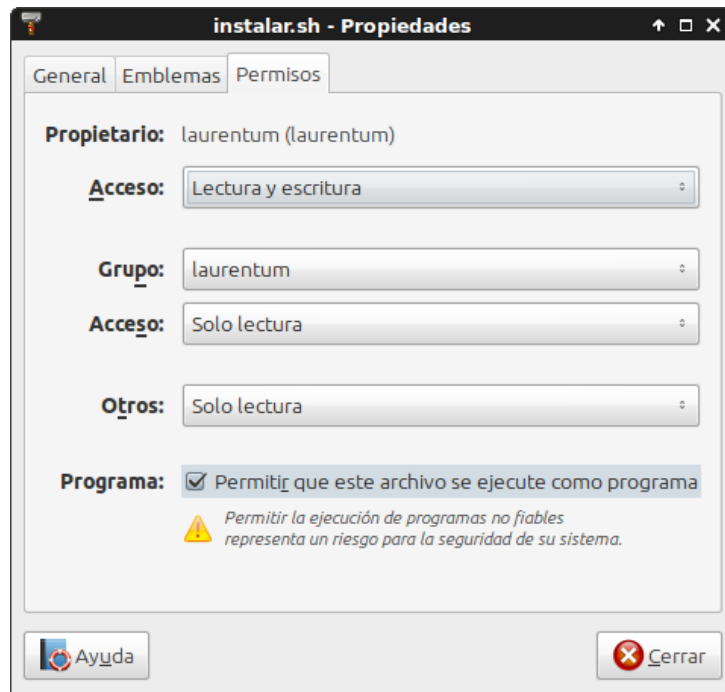 instalar.sh - Propiedades
General Emblemas Permisos
Propietario: laurentum (laurentum)
Acceso: Lectura y escritura
Grupo: laurentum
Acceso: Solo lectura
Otros: Solo lectura
Programa: Permitir que este archivo se ejecute como programa
Permitir la ejecución de programas no fiables
representa un riesgo para la seguridad de su sistema.
Ayuda Cerrar